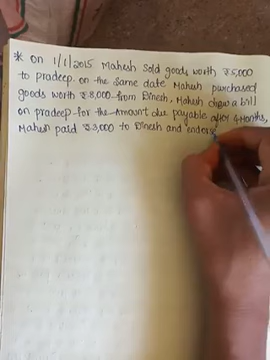 * On 1/1/2015 Mahesh Sold goods worth ₹5,000
to pradeep. on the same date Mahesh purchased
goods worth ₹8,000 from Dinesh, Mahesh drew a bill
on pradeep for the amount due payable after 4 Months,
Mahesh paid ₹3,000 to Dinesh and endors